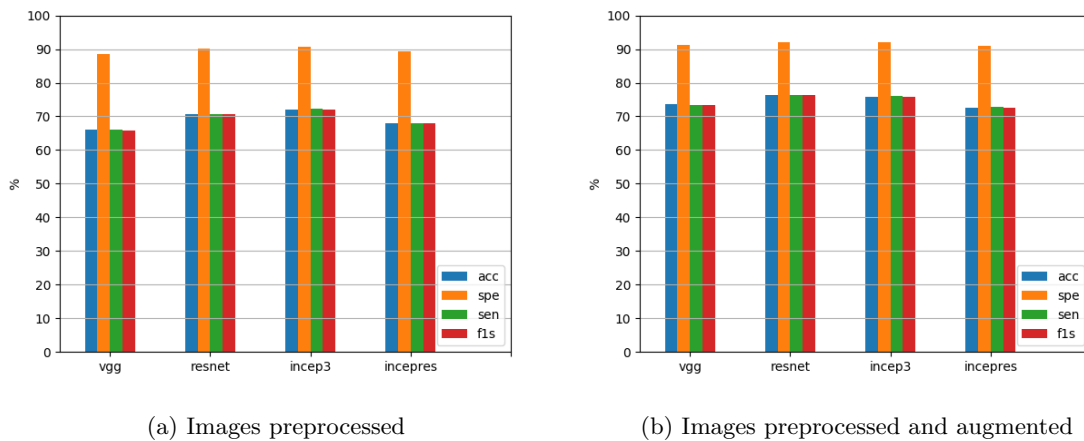 100
90
80
70
60
50
40
30
20
10
0
%
acc
spe
sen
f1s
vgg resnet incep3 incepres
(a) Images preprocessed
100
90
80
70
60
50
40
30
20
10
0
%
acc
spe
sen
f1s
vgg resnet incep3 incepres
(b) Images preprocessed and augmented